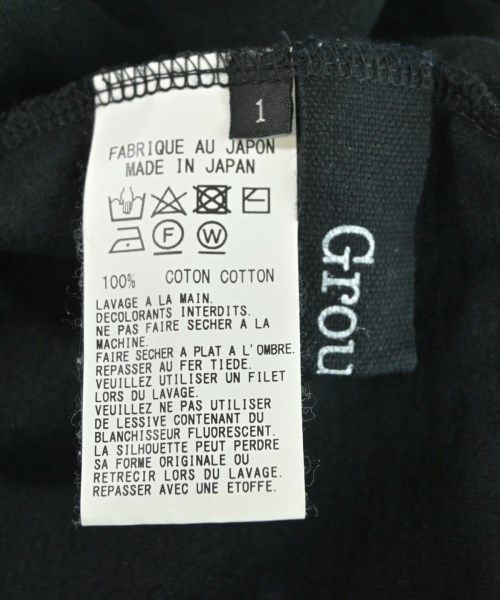 1
FABRIQUE AU JAPON
MADE IN JAPAN
F W
100% COTON COTTON
LAVAGE A LA MAIN.
DECOLORANTS INTERDITS.
NE PAS FAIRE SECHER A LA
MACHINE.
FAIRE SECHER A PLAT A L'OMBRE.
REPASSER AU FER TIEDE.
VEUILLEZ UTILISER UN FILET
LORS DU LAVAGE.
VEUILLEZ NE PAS UTILISER
DE LESSIVE CONTENANT DU
BLANCHISSEUR FLUORESCENT.
LA SILHOUETTE PEUT PERDRE
SA FORME ORIGINALE OU
RETRECIR LORS DU LAVAGE.
REPASSER AVEC UNE ETOFFE.
Grou